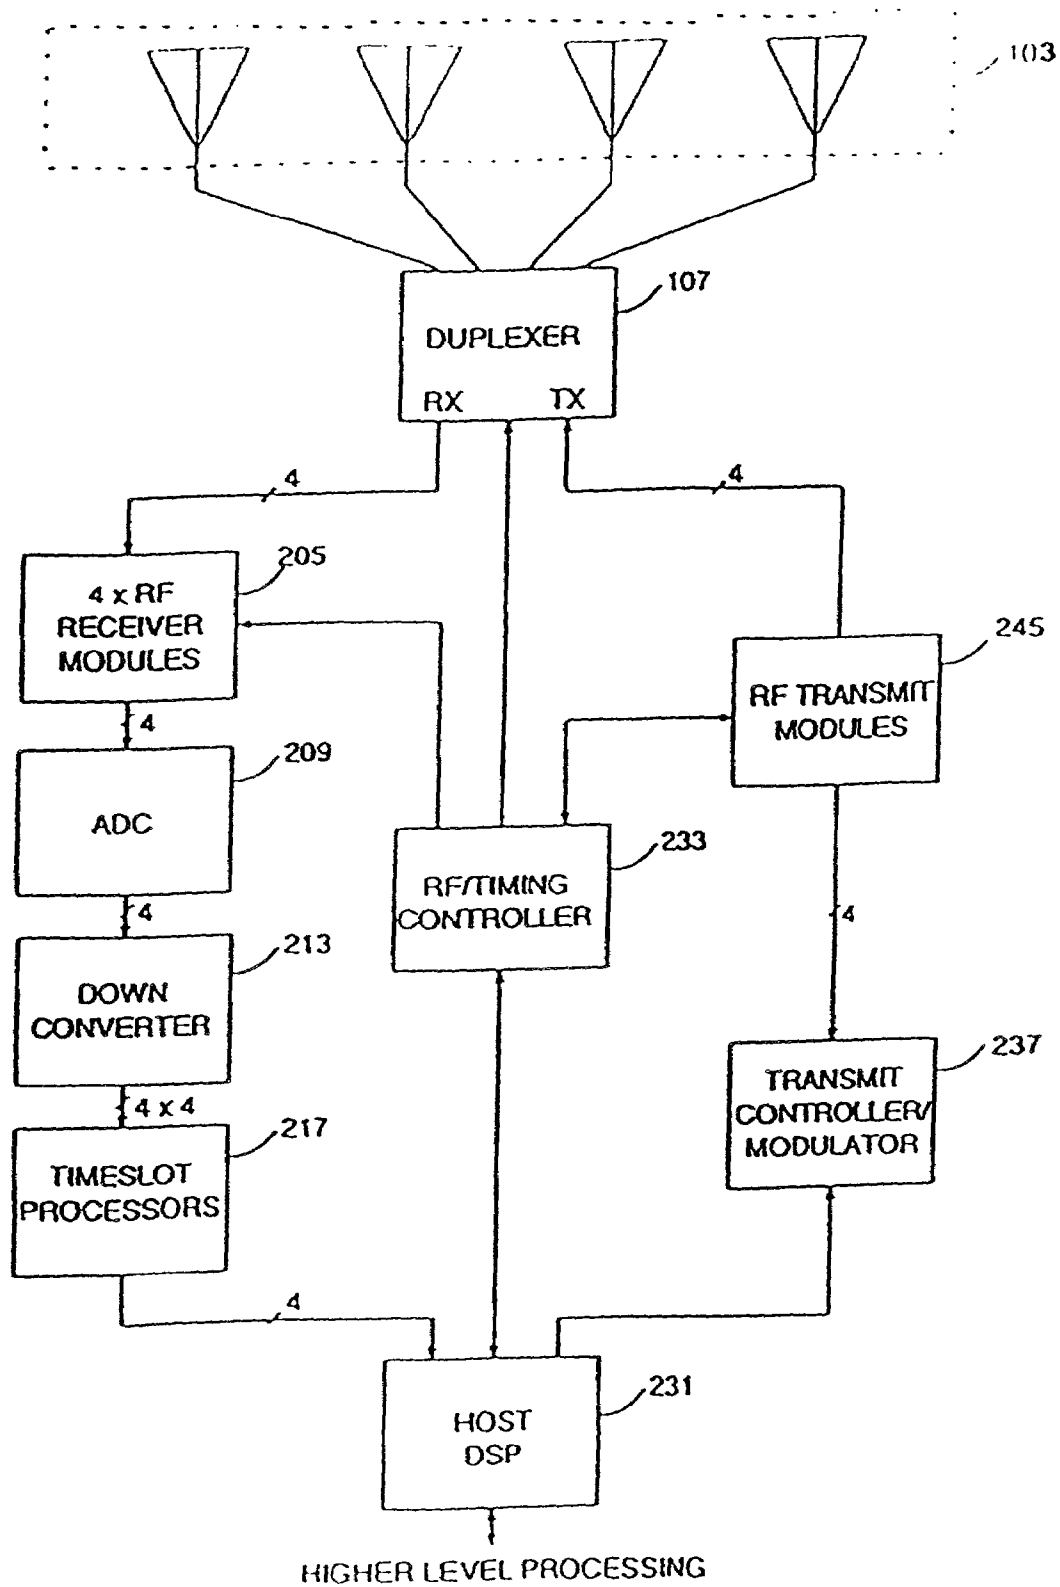 103
107
DUPLEXER
RX TX
4
4
205
4 x RF
RECEIVER
MODULES
245
RF TRANSMIT
MODULES
4
209
ADC
233
RF/TIMING
CONTROLLER
4
4
213
DOWN
CONVERTER
237
TRANSMIT
CONTROLLER/
MODULATOR
4 x 4
217
TIMESLOT
PROCESSORS
4
231
HOST
DSP
HIGHER LEVEL PROCESSING